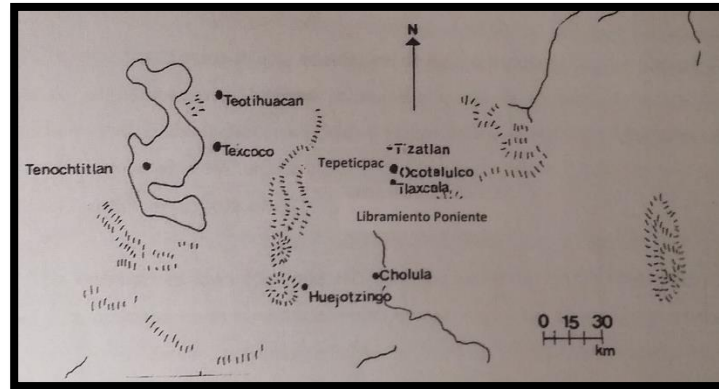 N
Teotihuacan
Texcoco
Tenochtitlan
Tizatlan
Tepeticpac
Ocotelulco
Tlaxcala
Libramiento Poniente
Cholula
Huejotzingo
0 15 30
km